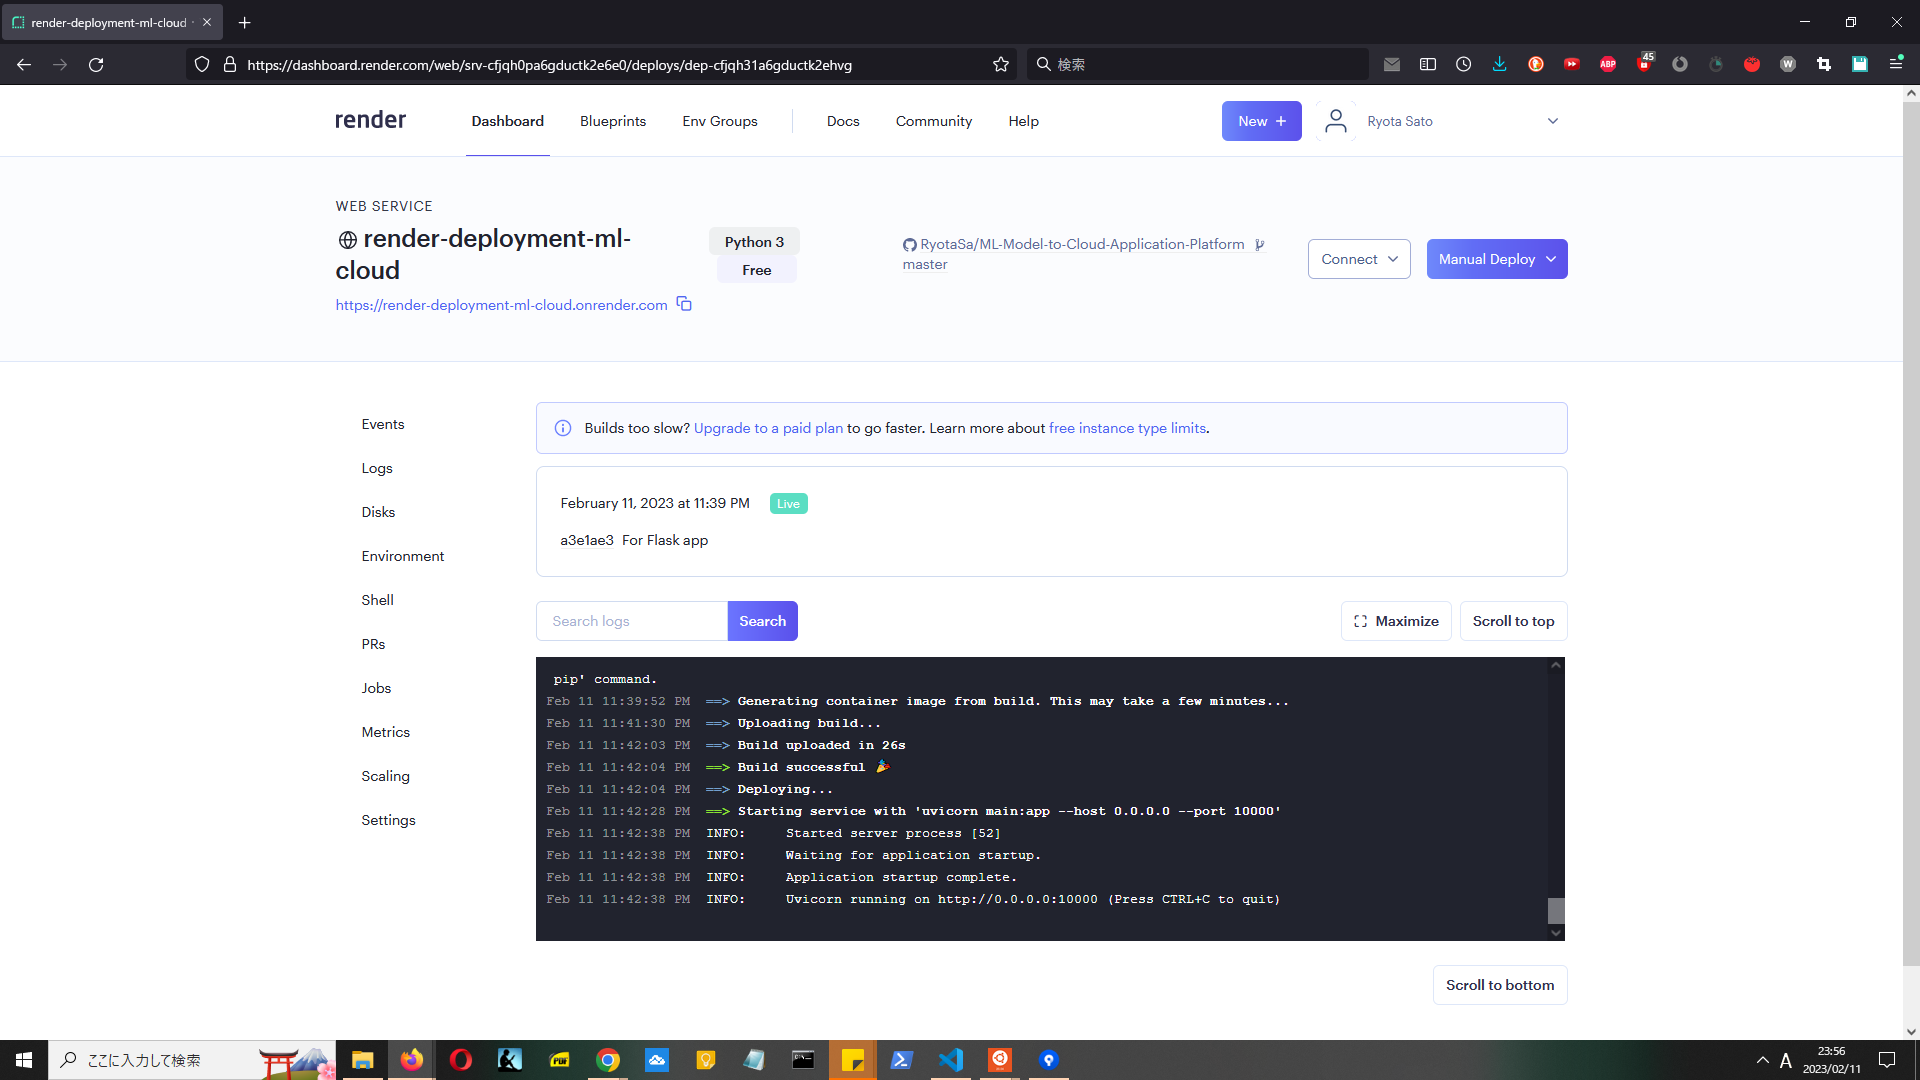 render-deployment-ml-cloud
https://dashboard.render.com/web/srv-cfjqh0pa6gductk2e6e0/deploys/dep-cfjqh31a6gductk2ehvg
検索
ABP
45
W
render
Dashboard
Blueprints
Env Groups
Docs
Community
Help
New +
Ryota Sato
WEB SERVICE
render-deployment-ml-
cloud
Python 3
Free
RyotaSa/ML-Model-to-Cloud-Application-Platform
master
Connect
Manual Deploy
https://render-deployment-ml-cloud.onrender.com
Events
Logs
Disks
Environment
Shell
PRs
Jobs
Metrics
Scaling
Settings
Builds too slow? Upgrade to a paid plan to go faster. Learn more about free instance type limits.
February 11, 2023 at 11:39 PM Live
a3e1ae3 For Flask app
Search logs
Search
Maximize
Scroll to top
pip' command.
Feb 11 11:39:52 PM ==> Generating container image from build. This may take a few minutes...
Feb 11 11:41:30 PM ==> Uploading build...
Feb 11 11:42:03 PM ==> Build uploaded in 26s
Feb 11 11:42:04 PM ==> Build successful 🎉
Feb 11 11:42:04 PM ==> Deploying...
Feb 11 11:42:28 PM ==> Starting service with 'uvicorn main:app --host 0.0.0.0 --port 10000'
Feb 11 11:42:38 PM INFO: Started server process [52]
Feb 11 11:42:38 PM INFO: Waiting for application startup.
Feb 11 11:42:38 PM INFO: Application startup complete.
Feb 11 11:42:38 PM INFO: Uvicorn running on http://0.0.0.0:10000 (Press CTRL+C to quit)
Scroll to bottom
ここに入力して検索
PDF
A
23:56
2023/02/11